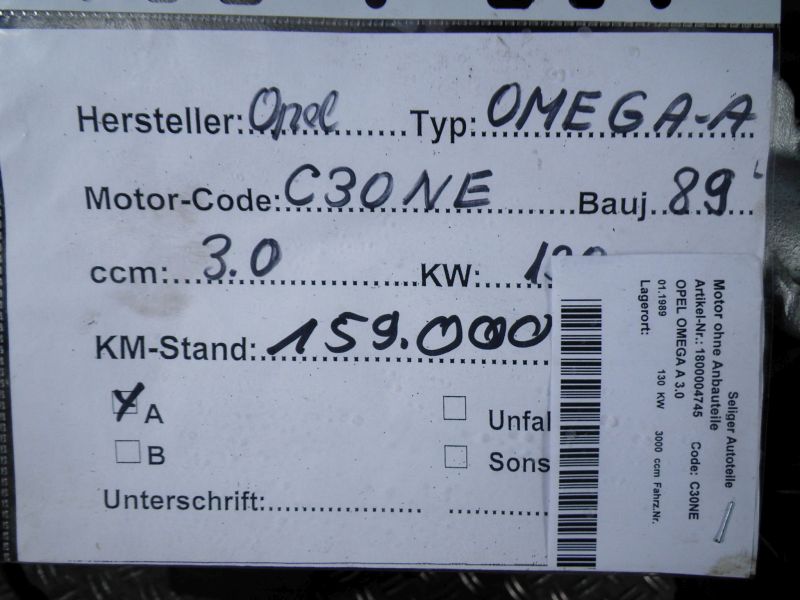 Hersteller: Opel Typ: OMEGA-A
Motor-Code: C30NE Bauj. 89
ccm: 3.0 KW:
KM-Stand: 159.000
A
B
Unterschrift:
Seliger Autoteile
Motor ohne Anbauteile
Artikel-Nr.: 1800004745 Code: C30NE
OPEL OMEGA A 3.0
01.1989 130 KW 3000 ccm Fahrz.Nr.
Lagerort: